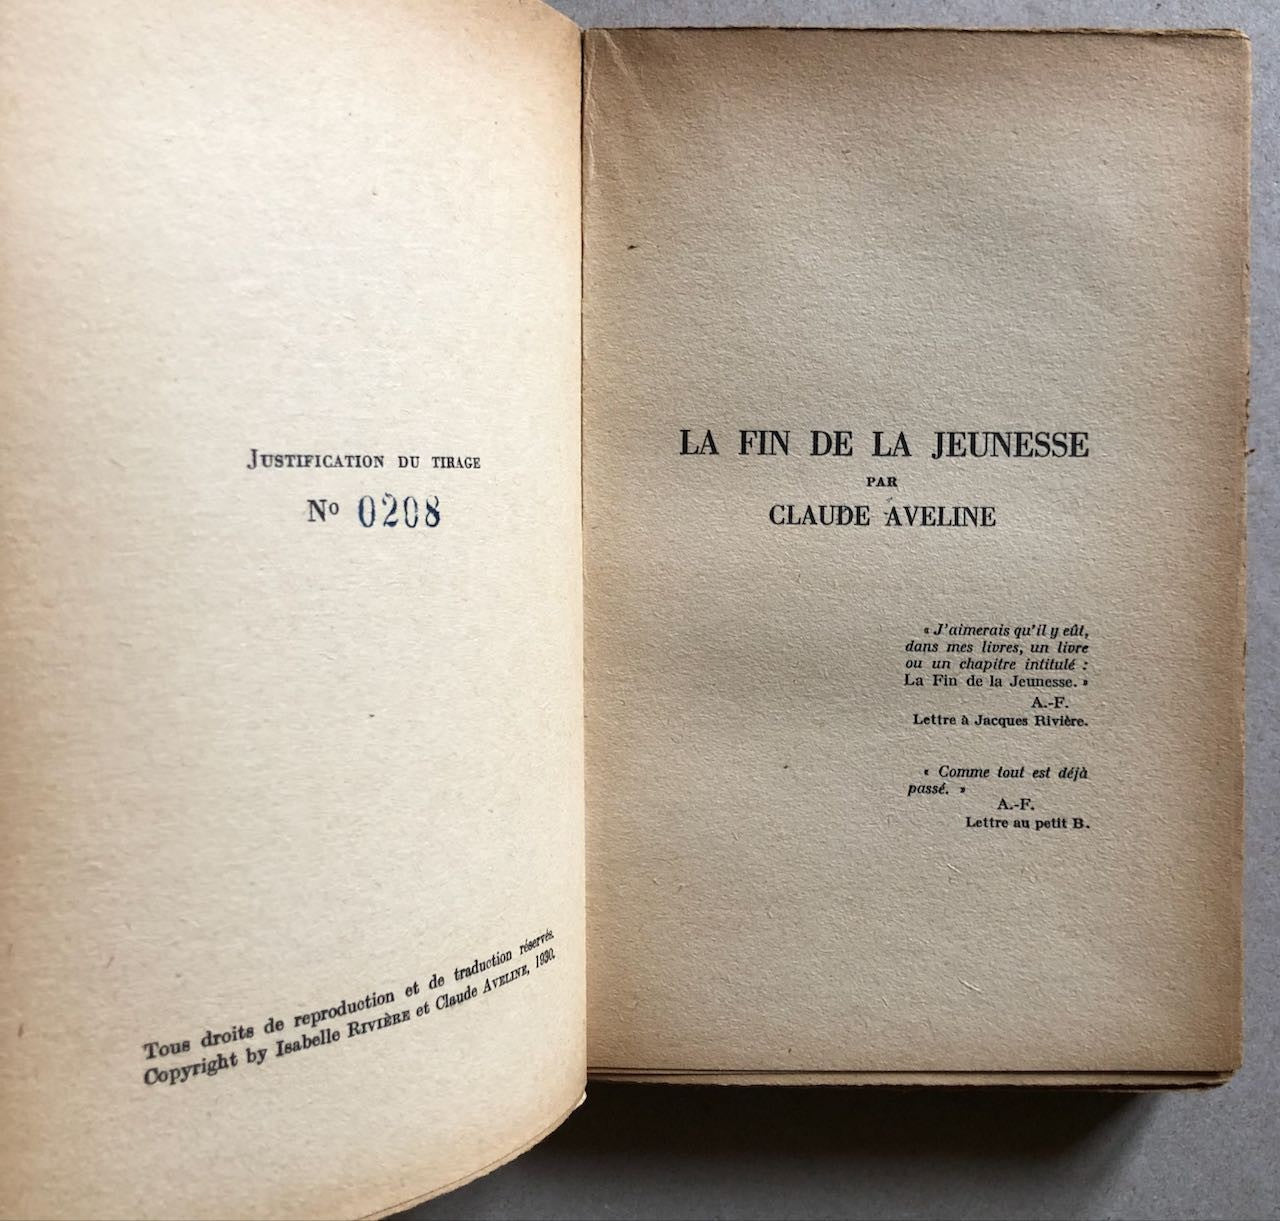 JUSTIFICATION DU TIRAGE
No 0208
Tous droits de reproduction et de traduction réservés.
Copyright by Isabelle RIVIÈRE et Claude AVELINE, 1930.
LA FIN DE LA JEUNESSE
PAR
CLAUDE AVELINE
« J'aimerais qu'il y eût,
dans mes livres, un livre
ou un chapitre intitulé :
La Fin de la Jeunesse. »
A.-F.
Lettre à Jacques Rivière.
« Comme tout est déjà
passé. »
A.-F.
Lettre au petit B.